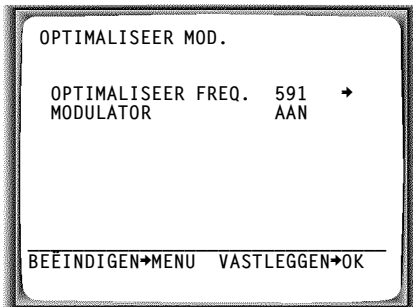 OPTIMALISEER MOD.
OPTIMALISEER FREQ. 591 ➜
MODULATOR AAN
BEËINDIGEN➜MENU VASTLEGGEN➜OK